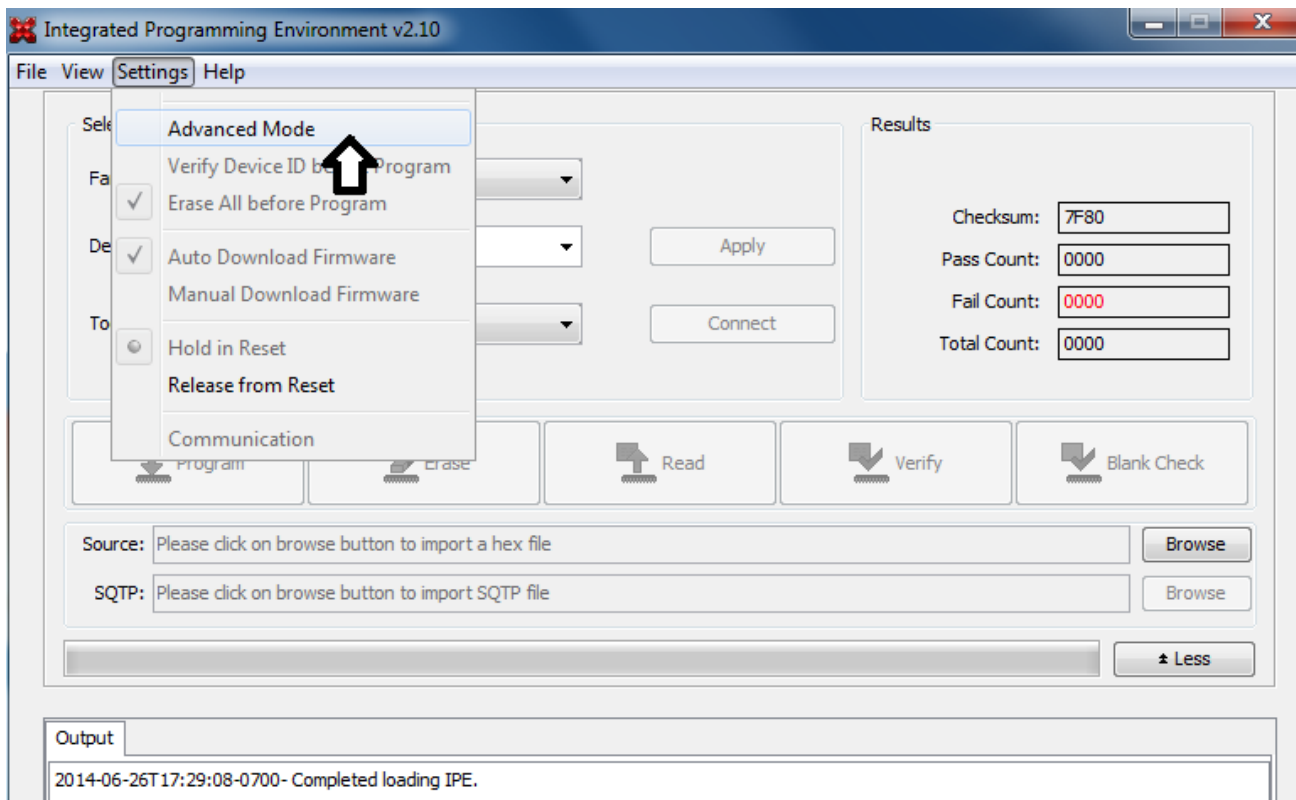 Integrated Programming Environment v2.10
File View Settings Help
Sele
Results
Advanced Mode
Verify Device ID Program
Fa
Erase All before Program
Checksum: 7F80
De
Apply
Auto Download Firmware
Pass Count: 0000
Manual Download Firmware
Fail Count: 0000
To
Connect
Hold in Reset
Total Count: 0000
Release from Reset
Communication
Program
Erase
Read
Verify
Blank Check
Source: Please click on browse button to import a hex file
Browse
SQTP: Please click on browse button to import SQTP file
Browse
Less
Output
2014-06-26T17:29:08-0700- Completed loading IPE.